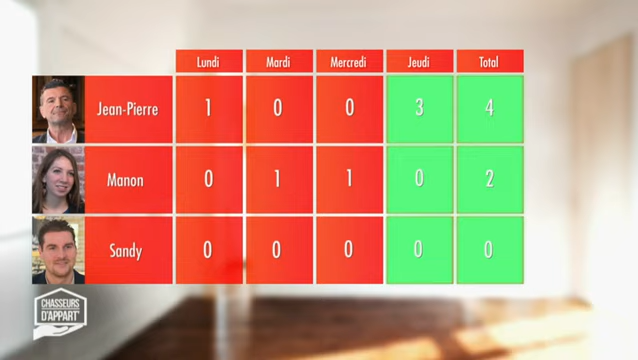 Lundi Mardi Mercredi Jeudi Total
Jean-Pierre 1 0 0 3 4
Manon 0 1 1 0 2
Sandy 0 0 0 0 0
CHASSEURS
D'APPART'